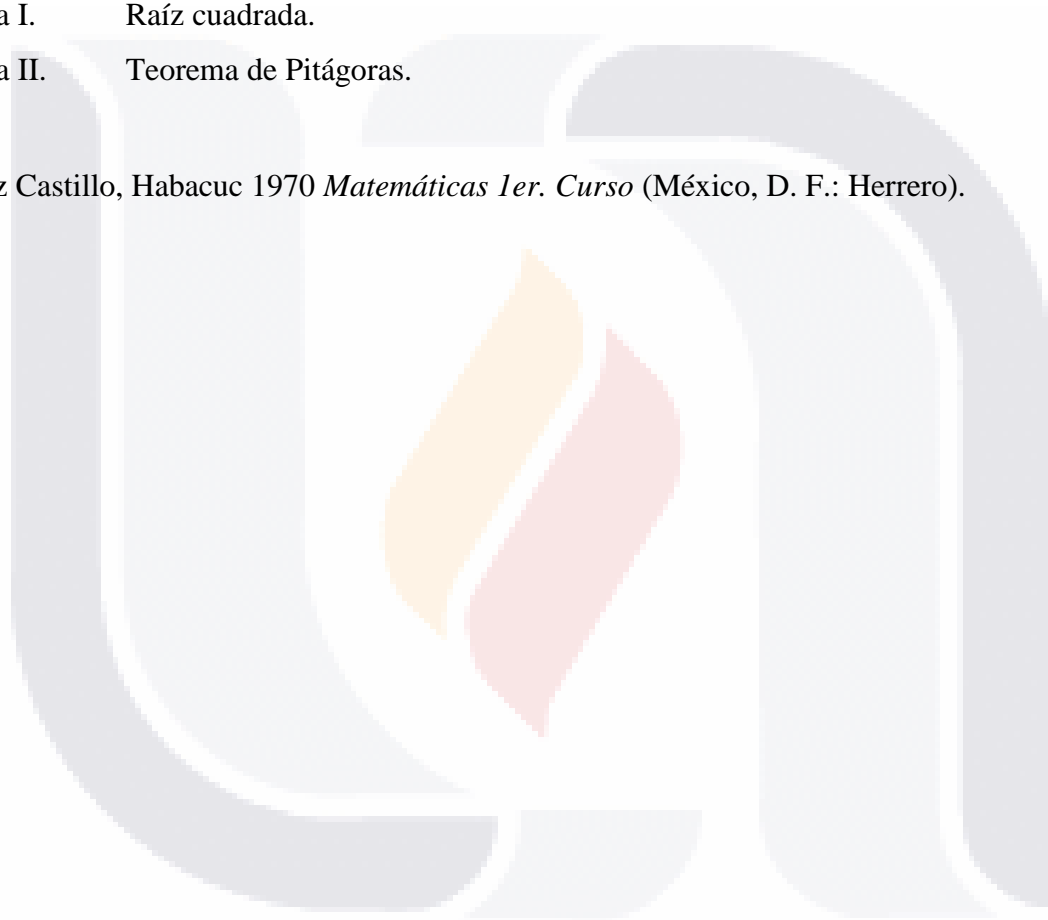 a I. Raíz cuadrada.
a II. Teorema de Pitágoras.
z Castillo, Habacuc 1970 Matemáticas 1er. Curso (México, D. F.: Herrero).